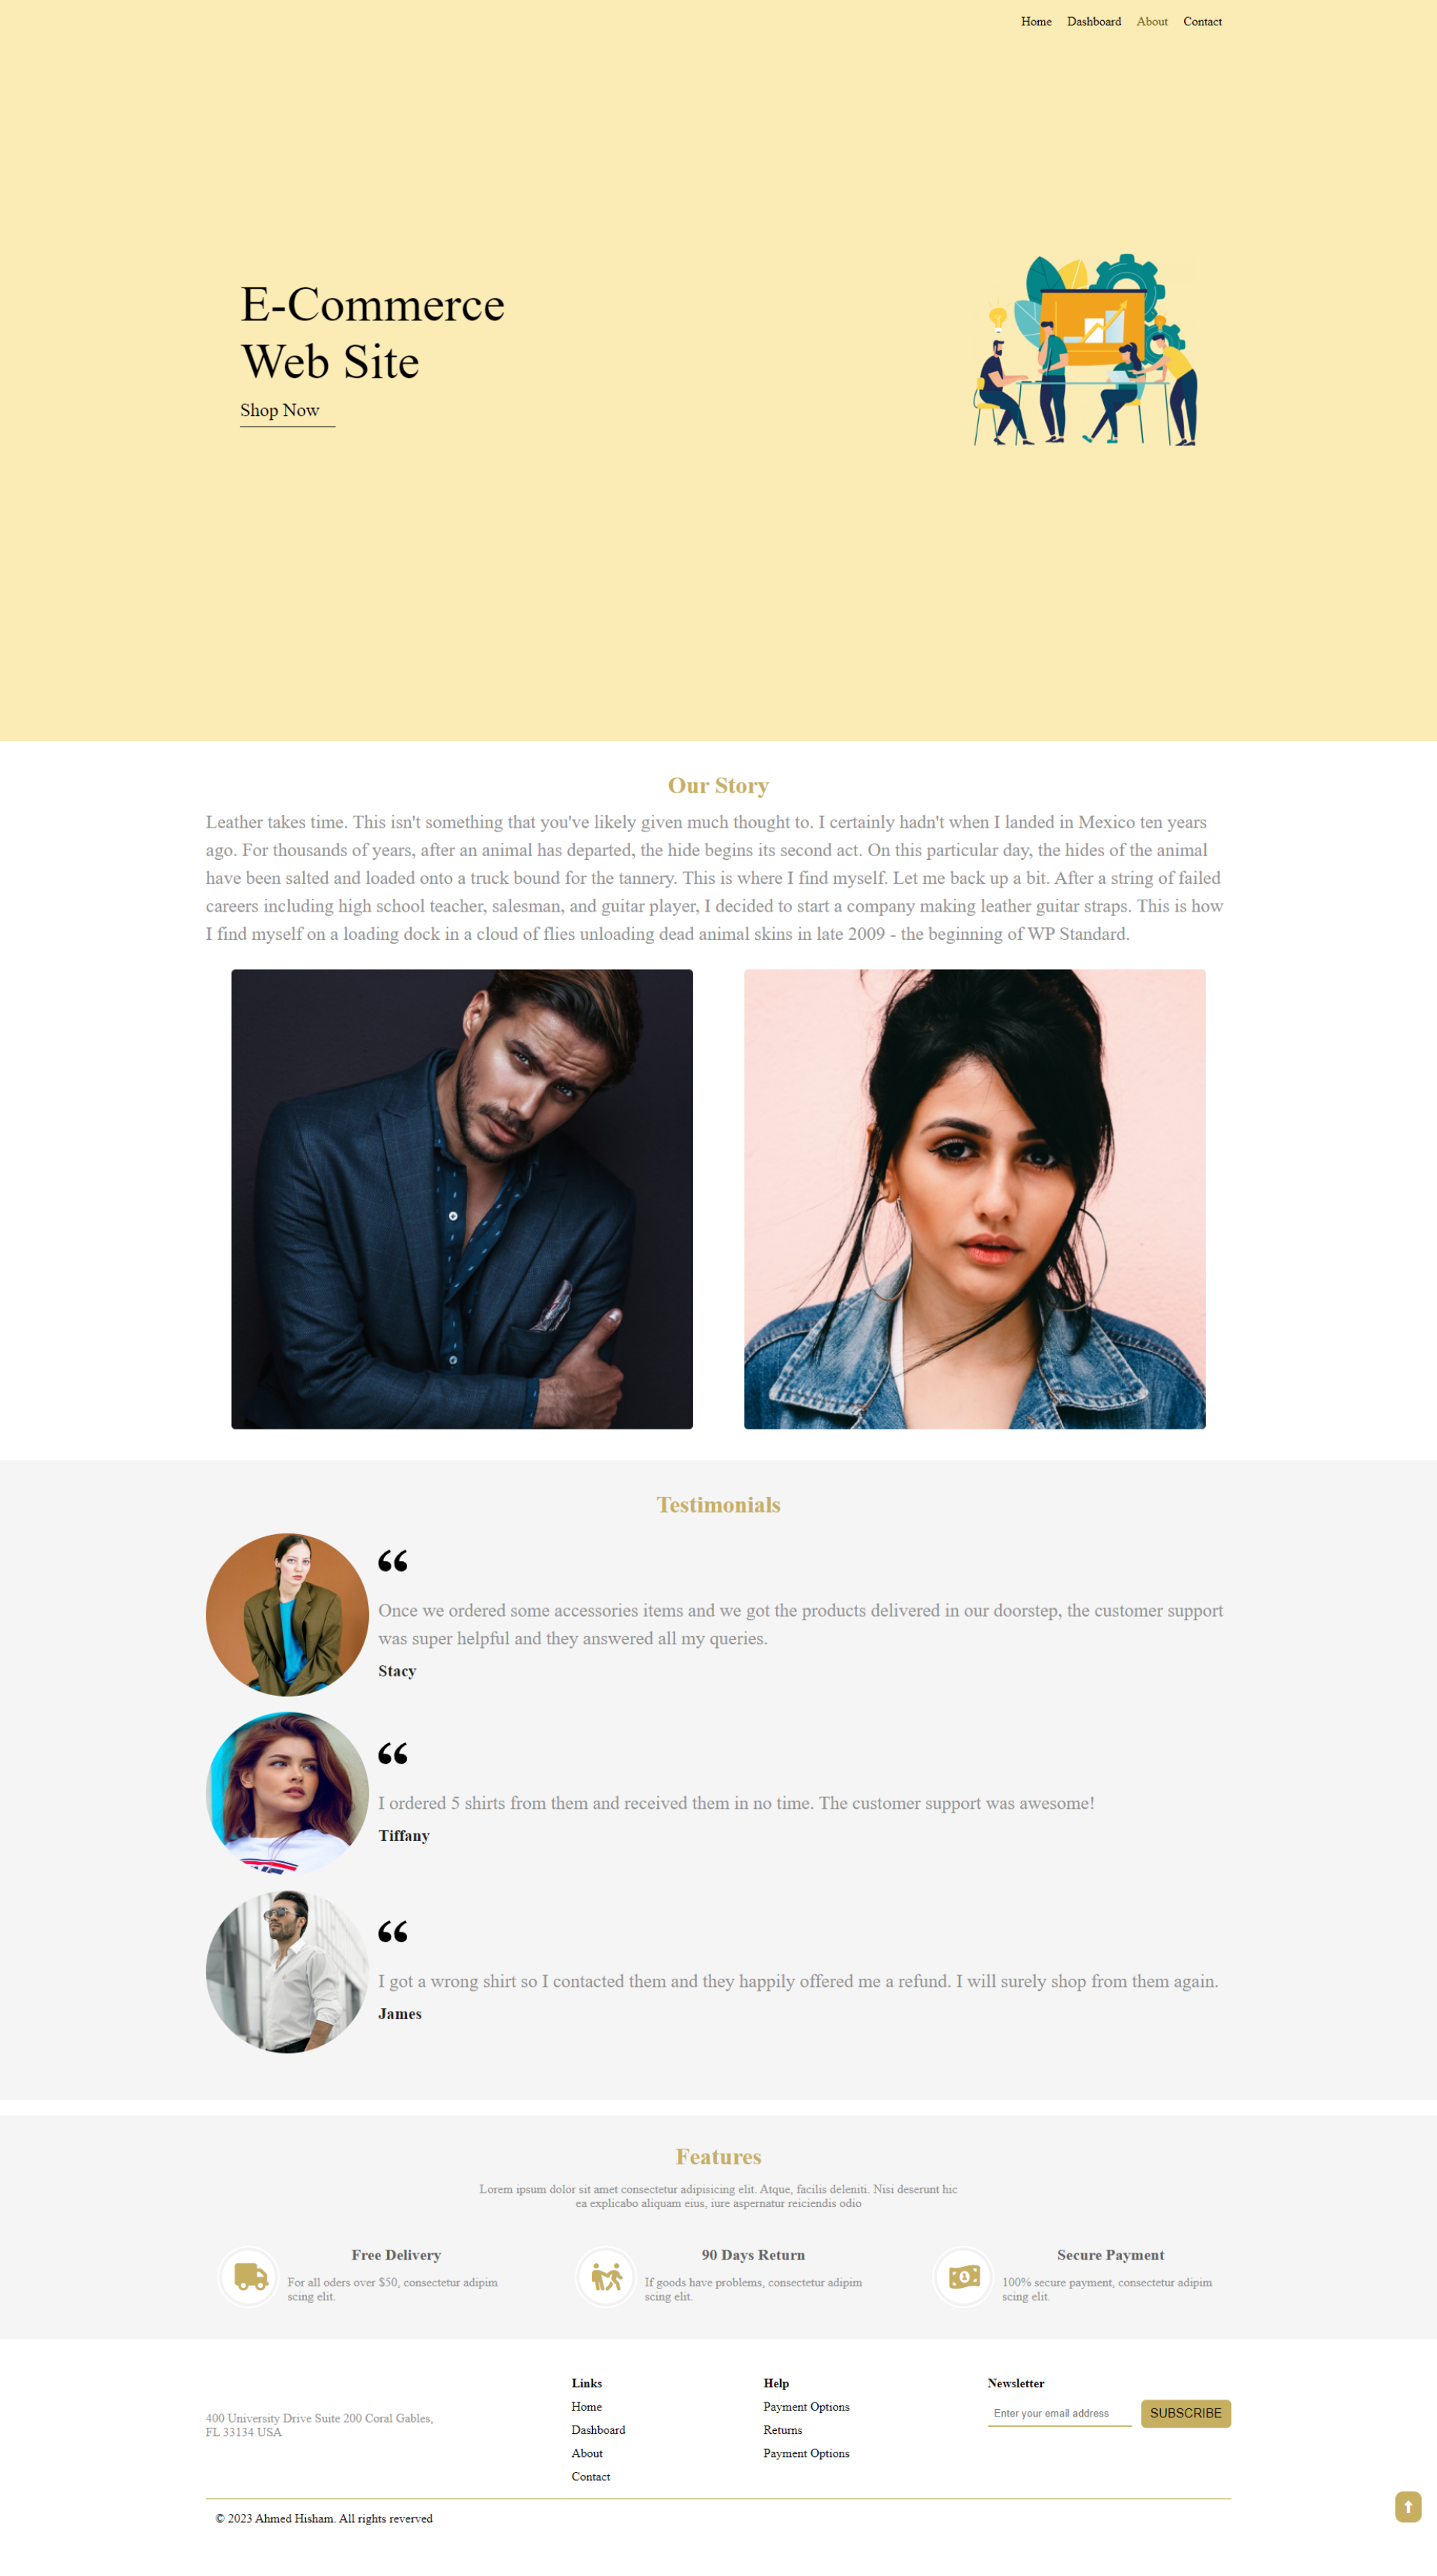 Home Dashboard About Contact
E-Commerce
Web Site
Shop Now
Our Story
Leather takes time. This isn't something that you've likely given much thought to. I certainly hadn't when I landed in Mexico ten years
ago. For thousands of years, after an animal has departed, the hide begins its second act. On this particular day, the hides of the animal
have been salted and loaded onto a truck bound for the tannery. This is where I find myself. Let me back up a bit. After a string of failed
careers including high school teacher, salesman, and guitar player, I decided to start a company making leather guitar straps. This is how
I find myself on a loading dock in a cloud of flies unloading dead animal skins in late 2009 - the beginning of WP Standard.
Testimonials
“
Once we ordered some accessories items and we got the products delivered in our doorstep, the customer support
was super helpful and they answered all my queries.
Stacy
“
I ordered 5 shirts from them and received them in no time. The customer support was awesome!
Tiffany
“
I got a wrong shirt so I contacted them and they happily offered me a refund. I will surely shop from them again.
James
Features
Lorem ipsum dolor sit amet consectetur adipisicing elit. Atque, facilis deleniti. Nisi deserunt hic
ea explicabo aliquam eius, iure aspernatur reiciendis odio
Free Delivery
For all oders over $50, consectetur adipim
scing elit.
90 Days Return
If goods have problems, consectetur adipim
scing elit.
Secure Payment
100% secure payment, consectetur adipim
scing elit.
400 University Drive Suite 200 Coral Gables,
FL 33134 USA
Links
Home
Dashboard
About
Contact
Help
Payment Options
Returns
Payment Options
Newsletter
Enter your email address
SUBSCRIBE
© 2023 Ahmed Hisham. All rights reverved